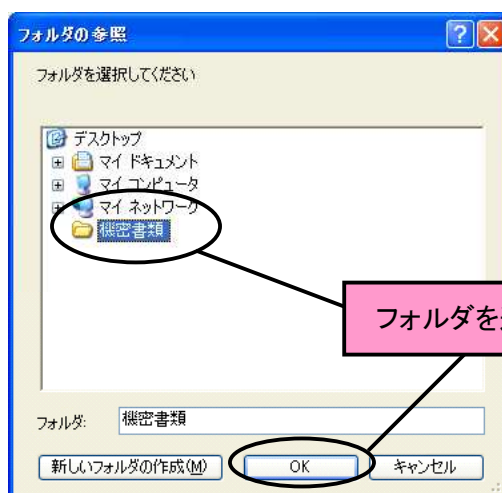 フォルダの参照
フォルダを選択してください
デスクトップ
マイ ドキュメント
マイ コンピュータ
マイ ネットワーク
機密書類
フォルダを
フォルダ: 機密書類
新しいフォルダの作成(M) OK キャンセル